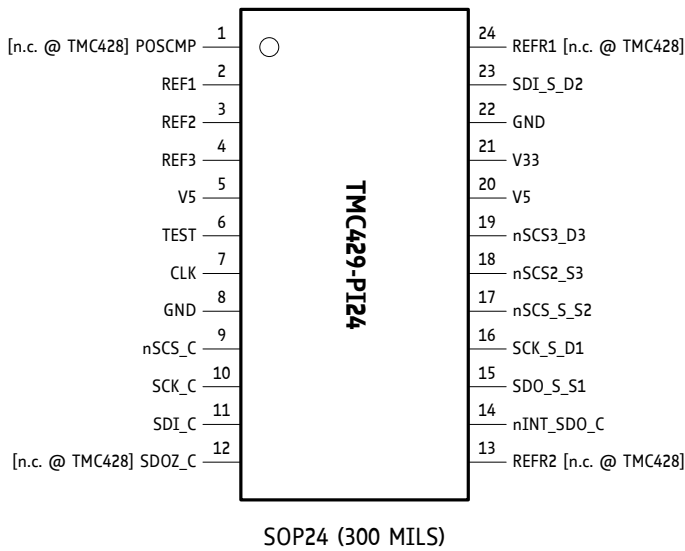 [n.c. @ TMC428] POSCMP 1
REF1 2
REF2 3
REF3 4
V5 5
TEST 6
CLK 7
GND 8
nSCS_C 9
SCK_C 10
SDI_C 11
[n.c. @ TMC428] SDOZ_C 12
TMC429-PI24
24 REFR1 [n.c. @ TMC428]
23 SDI_S_D2
22 GND
21 V33
20 V5
19 nSCS3_D3
18 nSCS2_S3
17 nSCS_S_S2
16 SCK_S_D1
15 SDO_S_S1
14 nINT_SDO_C
13 REFR2 [n.c. @ TMC428]
SOP24 (300 MILS)